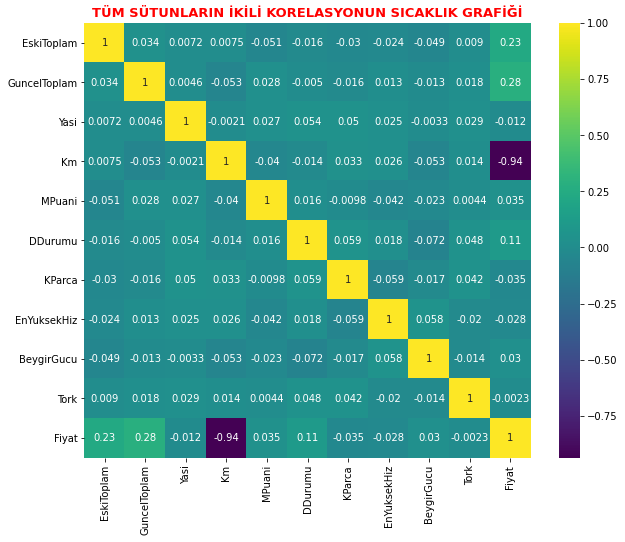 TÜM SÜTUNLARIN İKİLİ KORELASYONUN SICAKLIK GRAFİĞİ
EskiToplam 1 0.034 0.0072 0.0075 -0.051 -0.016 -0.03 -0.024 -0.049 0.009 0.23
GuncelToplam 0.034 1 0.0046 -0.053 0.028 -0.005 -0.016 0.013 -0.013 0.018 0.28
Yasi 0.0072 0.0046 1 -0.0021 0.027 0.054 0.05 0.025 -0.0033 0.029 -0.012
Km 0.0075 -0.053 -0.0021 1 -0.04 -0.014 0.033 0.026 -0.053 0.014 -0.94
MPuani -0.051 0.028 0.027 -0.04 1 0.016 -0.0098 -0.042 -0.023 0.0044 0.035
DDurumu -0.016 -0.005 0.054 -0.014 0.016 1 0.059 0.018 -0.072 0.048 0.11
KParca -0.03 -0.016 0.05 0.033 -0.0098 0.059 1 -0.059 -0.017 0.042 -0.035
EnYuksekHiz -0.024 0.013 0.025 0.026 -0.042 0.018 -0.059 1 0.058 -0.02 -0.028
BeygirGucu -0.049 -0.013 -0.0033 -0.053 -0.023 -0.072 -0.017 0.058 1 -0.014 0.03
Tork 0.009 0.018 0.029 0.014 0.0044 0.048 0.042 -0.02 -0.014 1 -0.0023
Fiyat 0.23 0.28 -0.012 -0.94 0.035 0.11 -0.035 -0.028 0.03 -0.0023 1
EskiToplam GuncelToplam Yasi Km MPuani DDurumu KParca EnYuksekHiz BeygirGucu Tork Fiyat
1.00
0.75
0.50
0.25
0.00
−0.25
−0.50
−0.75